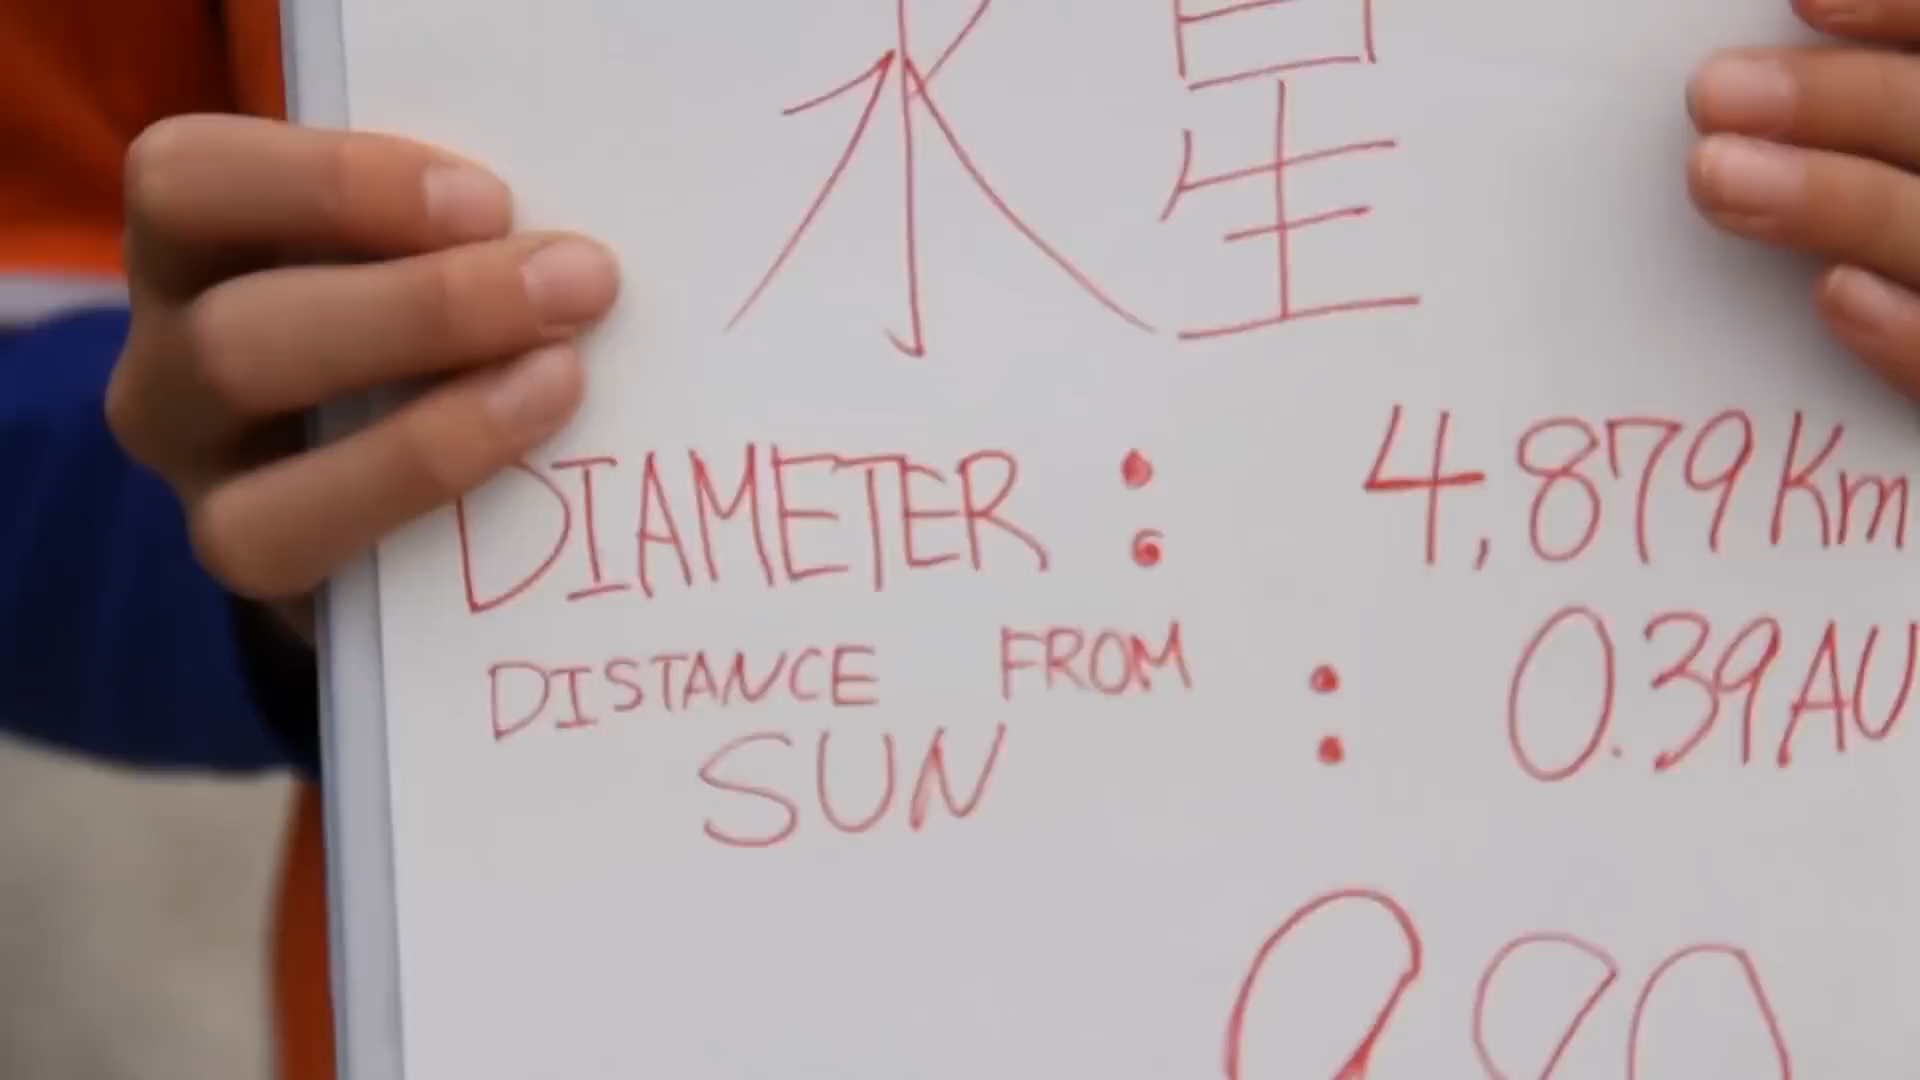 水星
DIAMETER : 4,879 Km
DISTANCE FROM
SUN : 0.39 AU